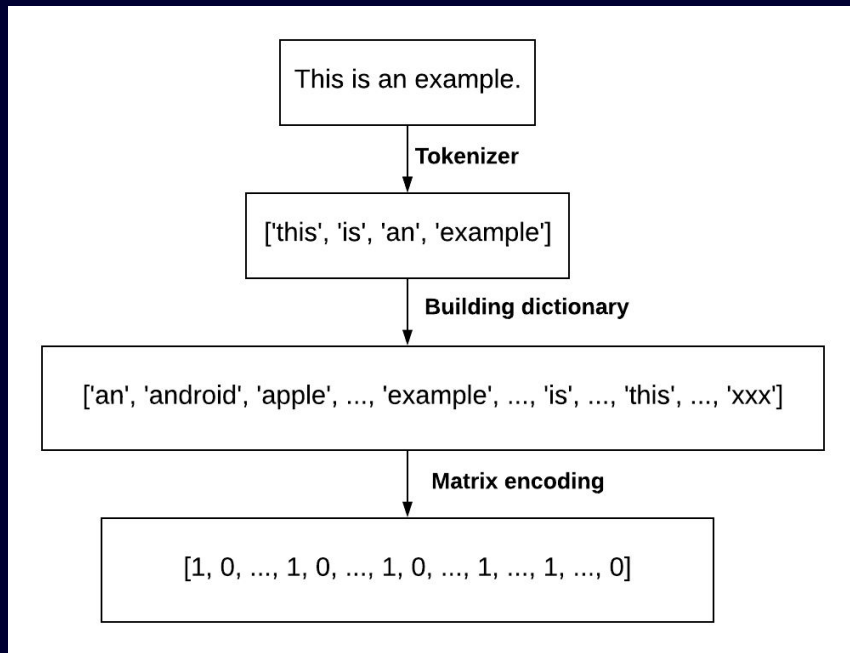 This is an example.
Tokenizer
['this', 'is', 'an', 'example']
Building dictionary
['an', 'android', 'apple', ..., 'example', ..., 'is', ..., 'this', ..., 'xxx']
Matrix encoding
[1, 0, ..., 1, 0, ..., 1, 0, ..., 1, ..., 1, ..., 0]